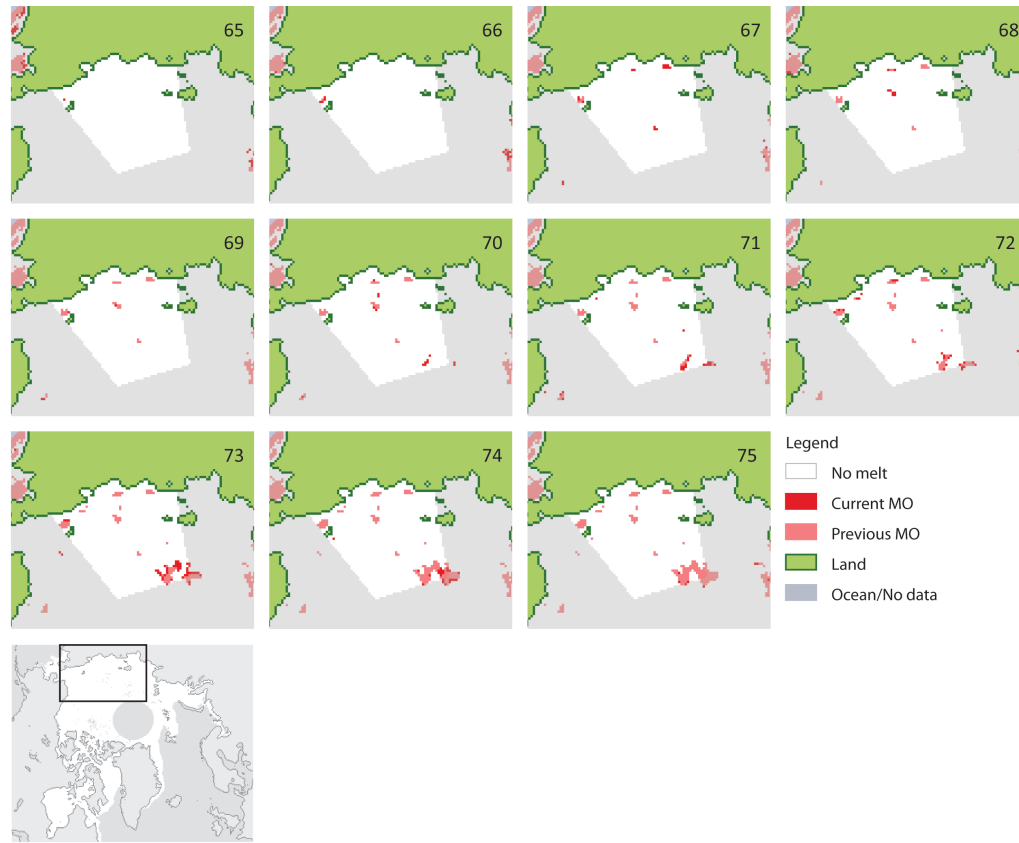 65
66
67
68
69
70
71
72
73
74
75
Legend
No melt
Current MO
Previous MO
Land
Ocean/No data